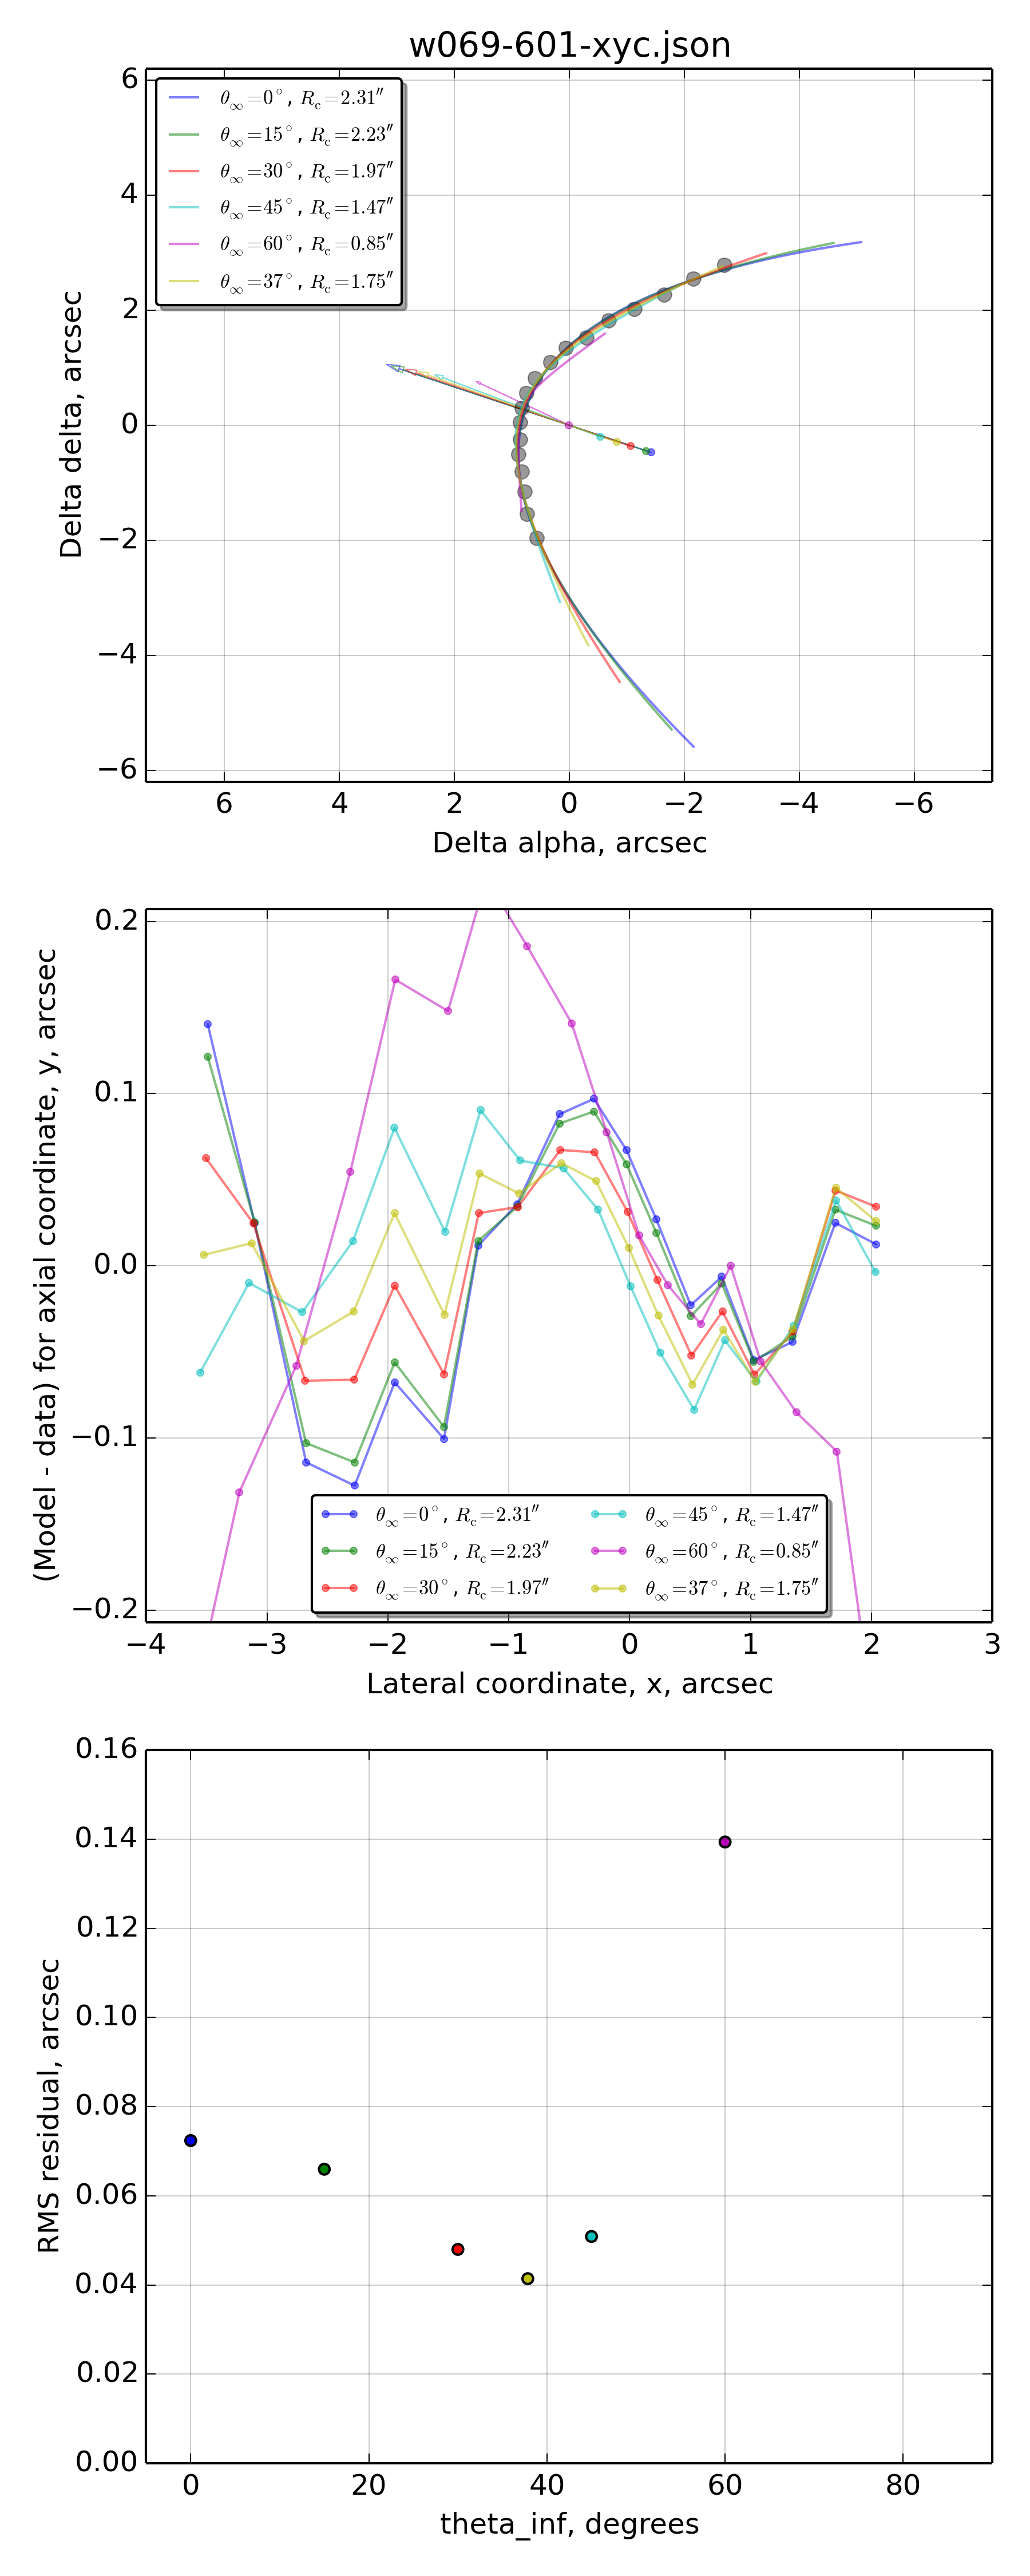 w069-601-xyc.json
θ∞=0°, Rc=2.31″
θ∞=15°, Rc=2.23″
θ∞=30°, Rc=1.97″
θ∞=45°, Rc=1.47″
θ∞=60°, Rc=0.85″
θ∞=37°, Rc=1.75″
6
4
2
0
−2
−4
−6
Delta delta, arcsec
6 4 2 0 −2 −4 −6
Delta alpha, arcsec
0.2
0.1
0.0
−0.1
−0.2
(Model - data) for axial coordinate, y, arcsec
θ∞=0°, Rc=2.31″ θ∞=45°, Rc=1.47″
θ∞=15°, Rc=2.23″ θ∞=60°, Rc=0.85″
θ∞=30°, Rc=1.97″ θ∞=37°, Rc=1.75″
−4 −3 −2 −1 0 1 2 3
Lateral coordinate, x, arcsec
0.16
0.14
0.12
0.10
0.08
0.06
0.04
0.02
0.00
RMS residual, arcsec
0 20 40 60 80
theta_inf, degrees